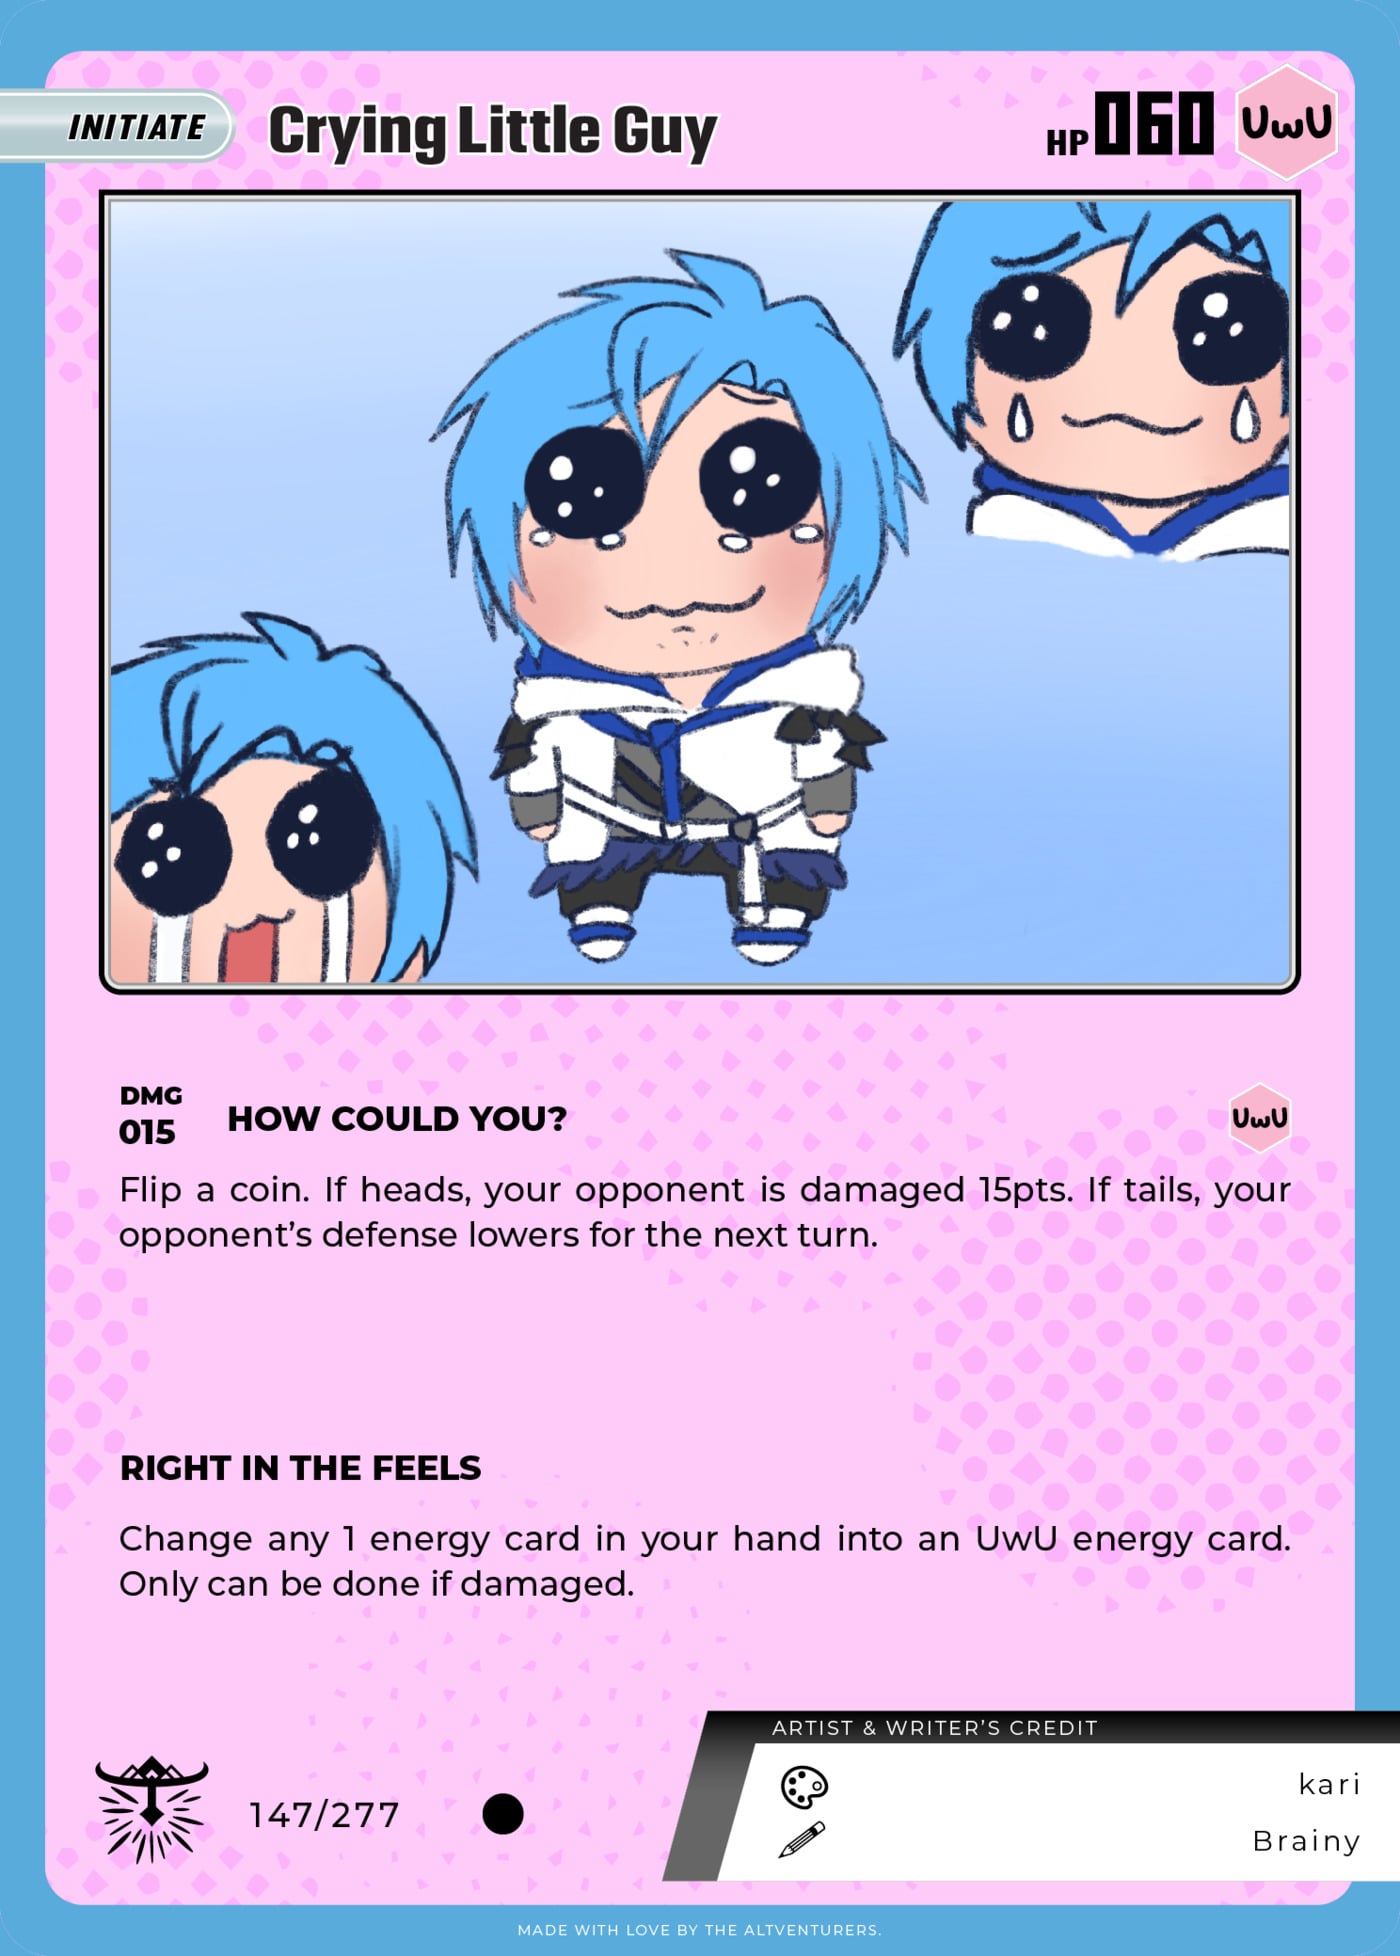 INITIATE
Crying Little Guy
HP 060
UwU
DMG
015
HOW COULD YOU?
UwU
Flip a coin. If heads, your opponent is damaged 15pts. If tails, your
opponent's defense lowers for the next turn.
RIGHT IN THE FEELS
Change any 1 energy card in your hand into an UwU energy card.
Only can be done if damaged.
ARTIST & WRITER'S CREDIT
kari
Brainy
147/277
MADE WITH LOVE BY THE ALTVENTURERS.